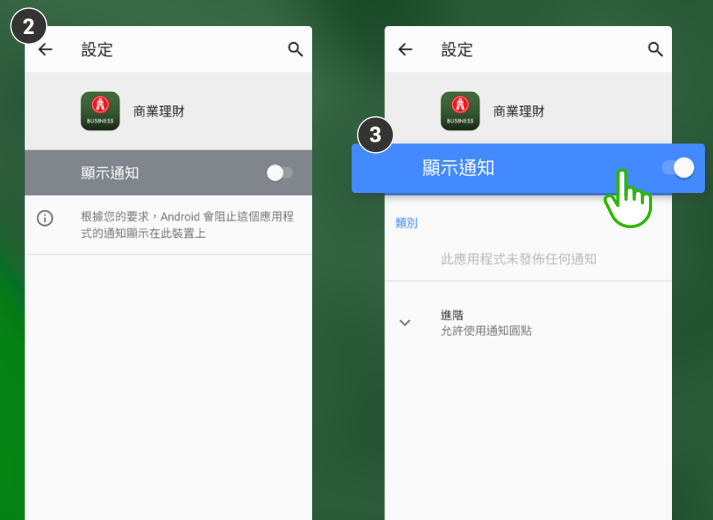 2
設定
BUSINESS
商業理財
顯示通知
根據您的要求，Android 會阻止這個應用程
式的通知顯示在此裝置上
設定
BUSINESS
商業理財
3
顯示通知
類別
此應用程式未發佈任何通知
進階
允許使用通知圓點